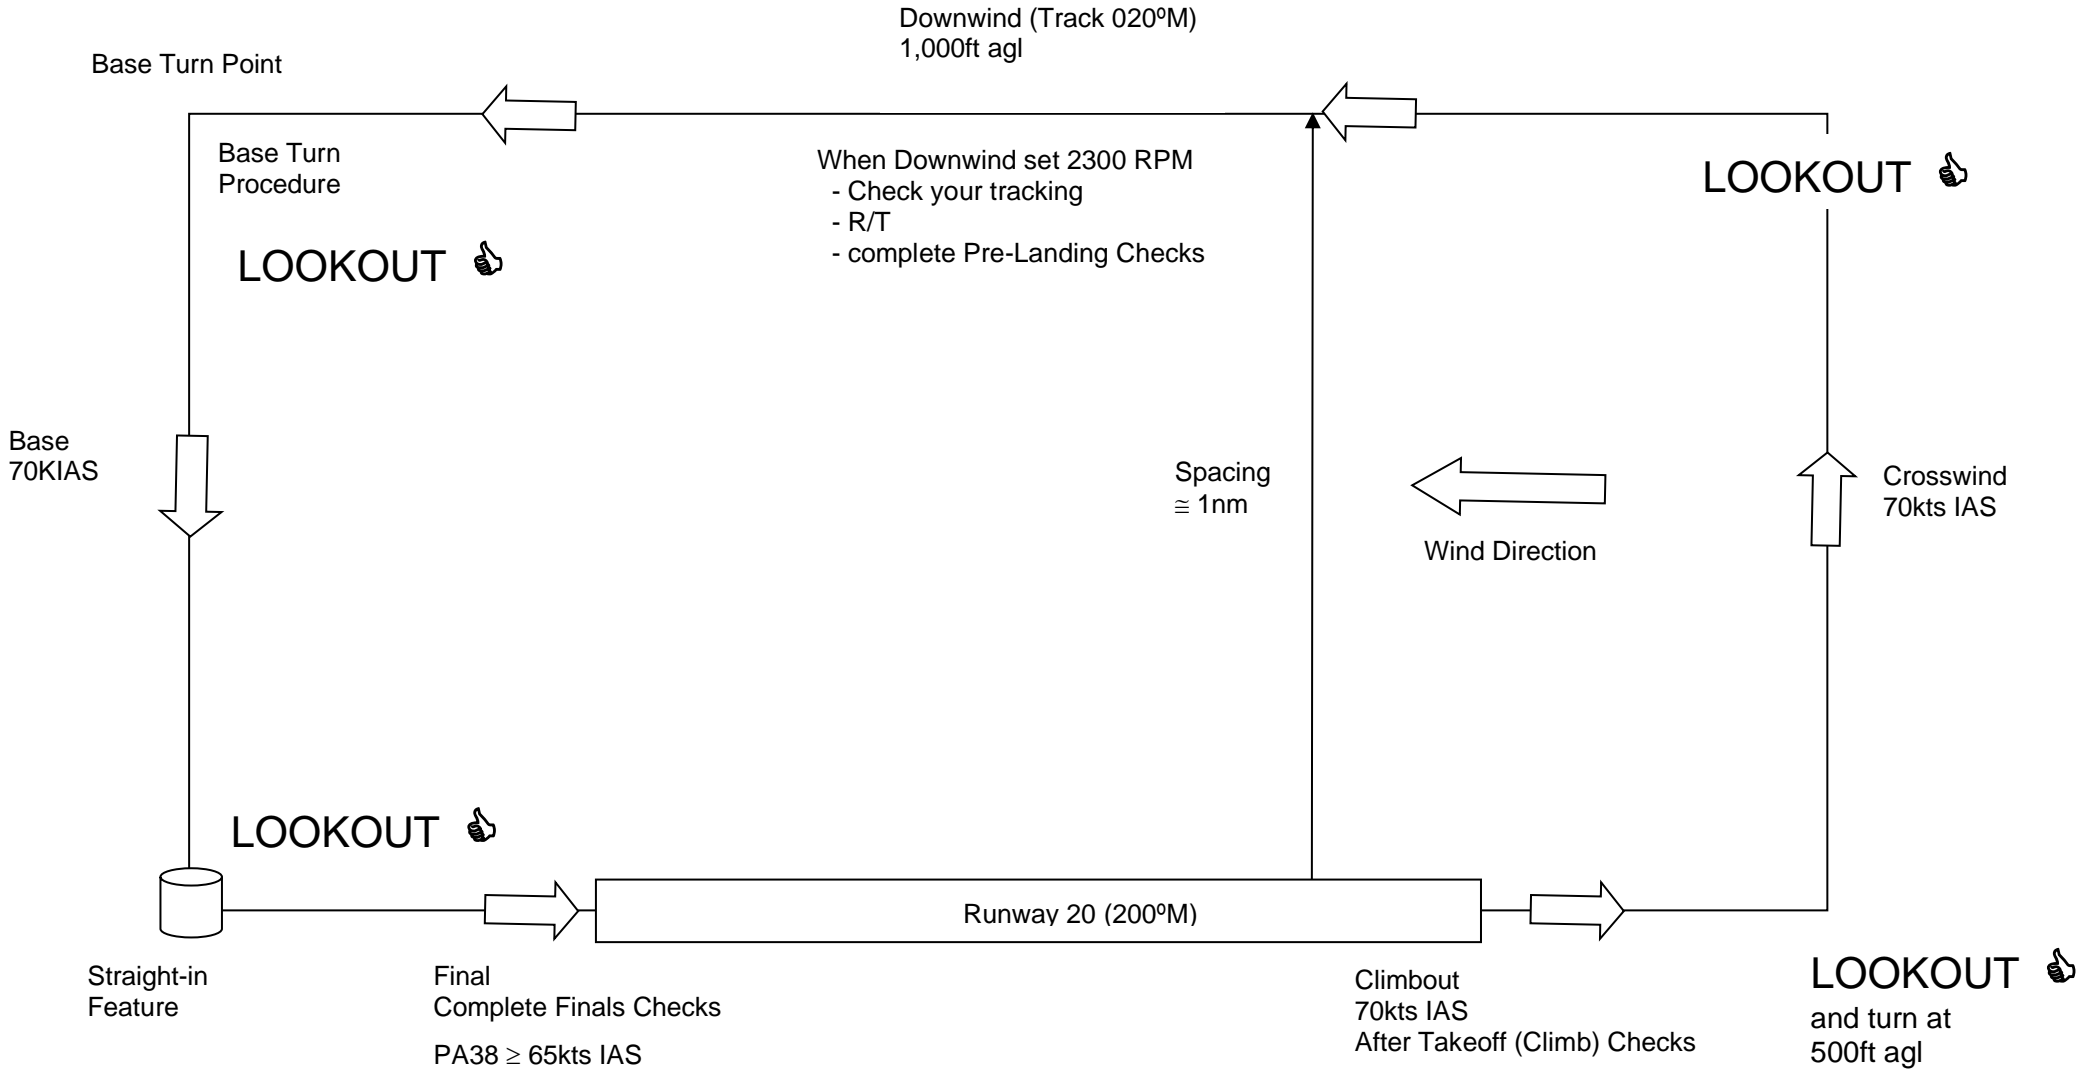 Downwind (Track 020ºM)
1,000ft agl
Base Turn Point
Base Turn
Procedure
LOOKOUT
When Downwind set 2300 RPM
- Check your tracking
- R/T
- complete Pre-Landing Checks
LOOKOUT
Base
70KIAS
Spacing
≅ 1nm
Wind Direction
Crosswind
70kts IAS
LOOKOUT
Runway 20 (200ºM)
Straight-in
Feature
Final
Complete Finals Checks
PA38 ≥ 65kts IAS
Climbout
70kts IAS
After Takeoff (Climb) Checks
LOOKOUT
and turn at
500ft agl